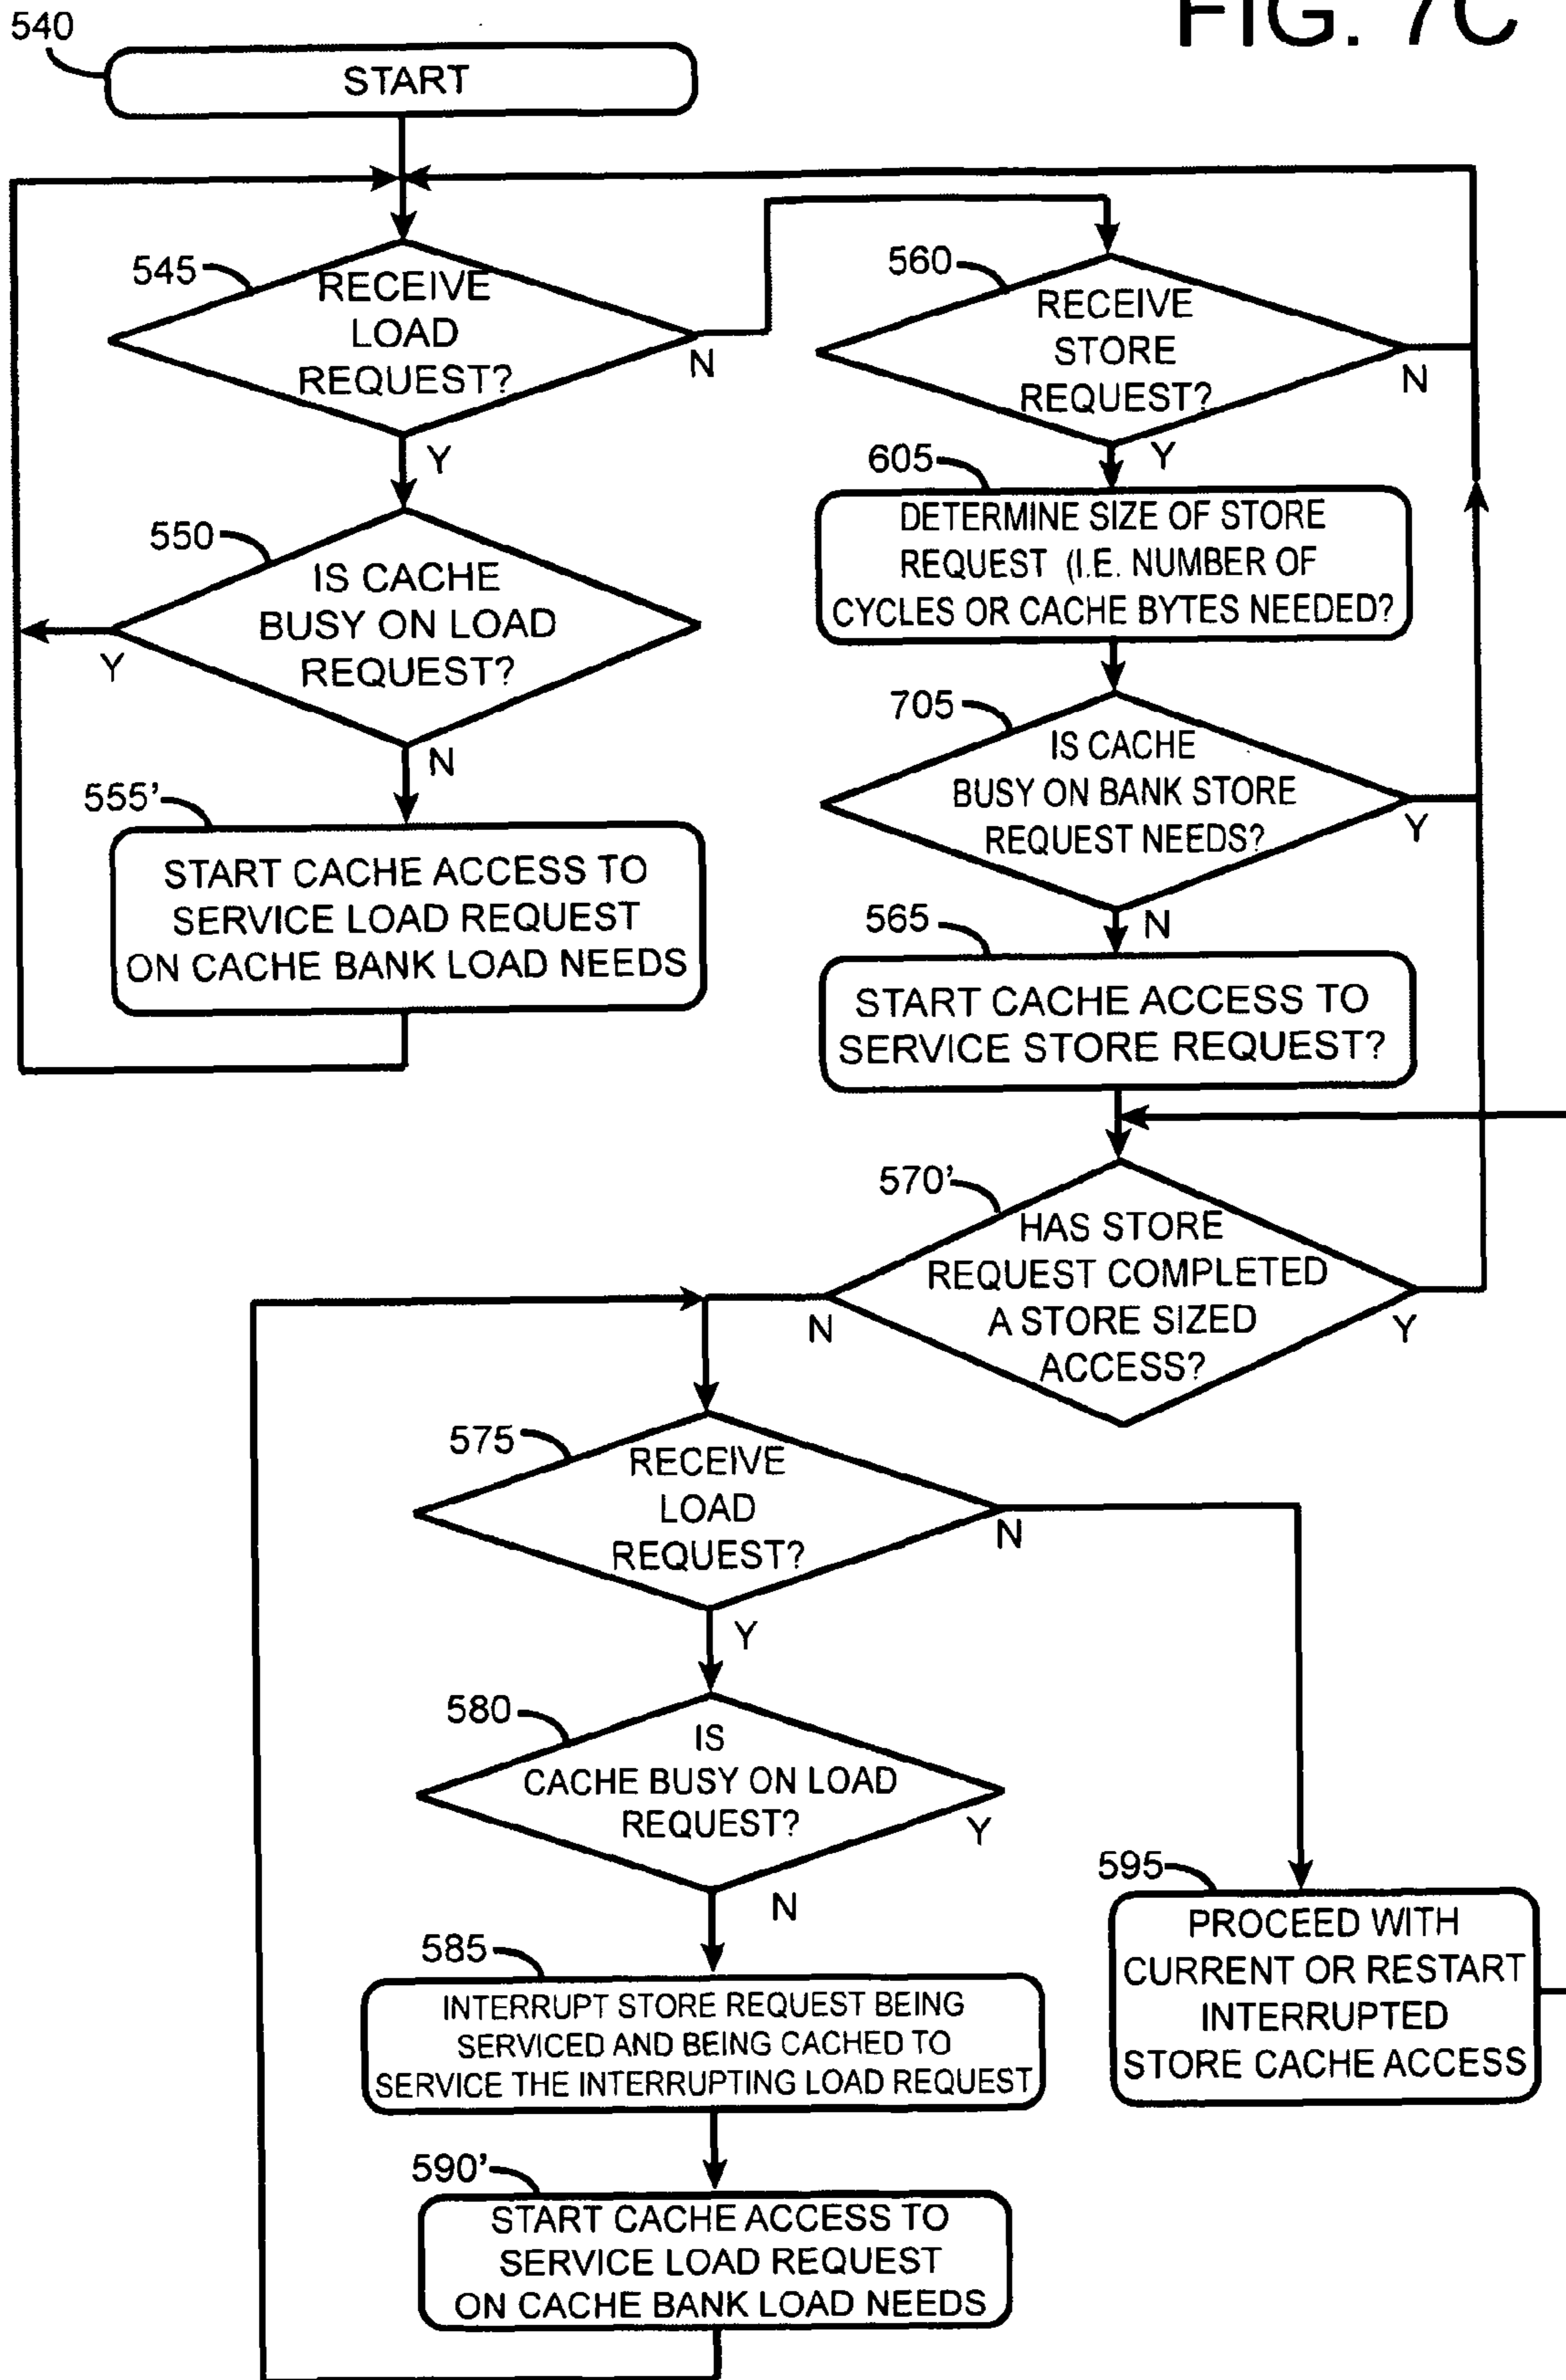 FIG. 7C
540
START
545
RECEIVE
LOAD
REQUEST?
N
Y
550
IS CACHE
BUSY ON LOAD
REQUEST?
Y
N
555'
START CACHE ACCESS TO
SERVICE LOAD REQUEST
ON CACHE BANK LOAD NEEDS
560
RECEIVE
STORE
REQUEST?
N
Y
605
DETERMINE SIZE OF STORE
REQUEST (I.E. NUMBER OF
CYCLES OR CACHE BYTES NEEDED?
705
IS CACHE
BUSY ON BANK STORE
REQUEST NEEDS?
Y
N
565
START CACHE ACCESS TO
SERVICE STORE REQUEST?
570'
HAS STORE
REQUEST COMPLETED
A STORE SIZED
ACCESS?
N
Y
575
RECEIVE
LOAD
REQUEST?
N
Y
580
IS
CACHE BUSY ON LOAD
REQUEST?
Y
N
585
INTERRUPT STORE REQUEST BEING
SERVICED AND BEING CACHED TO
SERVICE THE INTERRUPTING LOAD REQUEST
590'
START CACHE ACCESS TO
SERVICE LOAD REQUEST
ON CACHE BANK LOAD NEEDS
595
PROCEED WITH
CURRENT OR RESTART
INTERRUPTED
STORE CACHE ACCESS